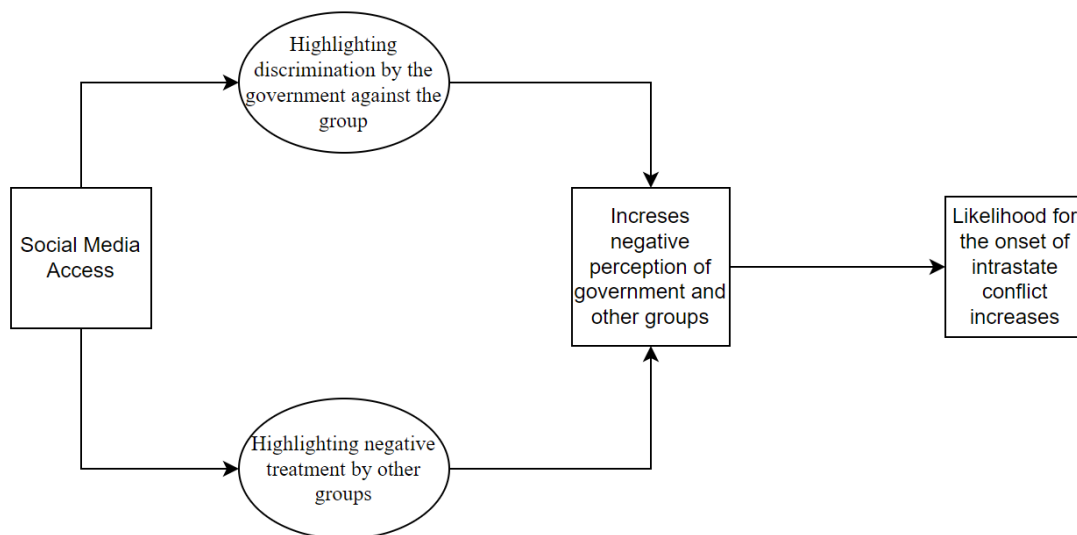 Highlighting
discrimination by the
government against the
group
Social Media
Access
Increses
negative
perception of
government and
other groups
Likelihood for
the onset of
intrastate
conflict
increases
Highlighting negative
treatment by other
groups